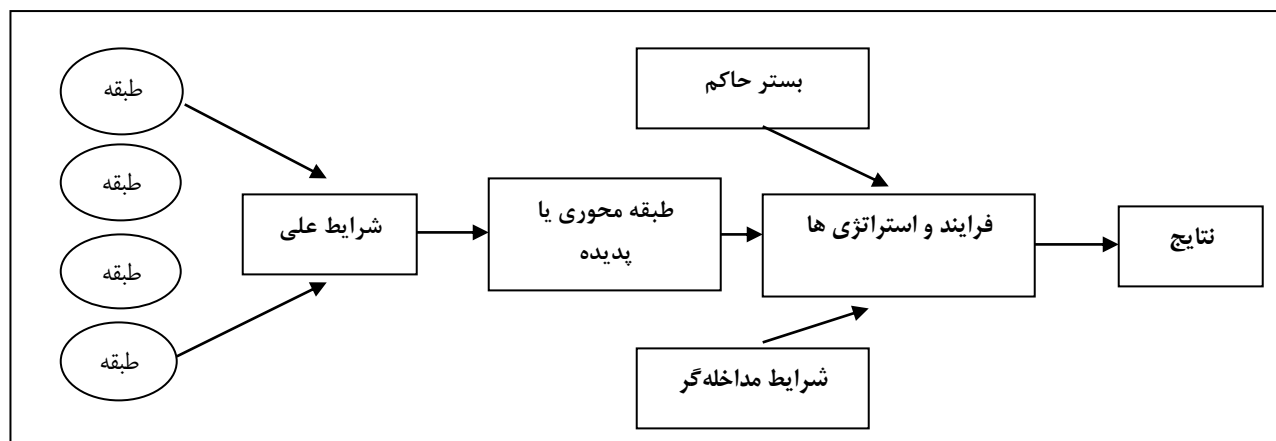 طبقه
طبقه
طبقه
طبقه
شرایط علی
طبقه محوری یا
پدیده
بستر حاکم
فرایند و استراتژی ها
شرایط مداخله‌گر
نتایج